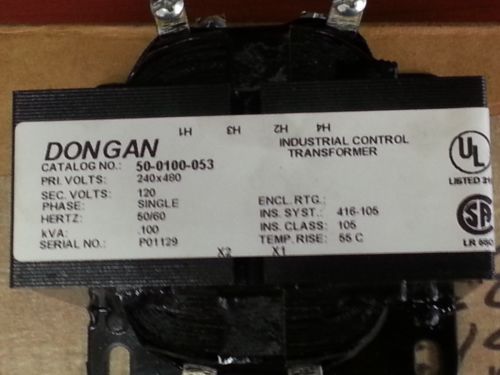 H1 H3 H2 H4
DONGAN
INDUSTRIAL CONTROL
TRANSFORMER
CATALOG NO.: 50-0100-053
PRI. VOLTS: 240x480
SEC. VOLTS: 120
PHASE: SINGLE
HERTZ: 50/60
kVA: .100
SERIAL NO.: P01129
ENCL. RTG.:
INS. SYST.: 416-105
INS. CLASS: 105
TEMP. RISE: 55 C
X2 X1
UL
LISTED
SA
LR